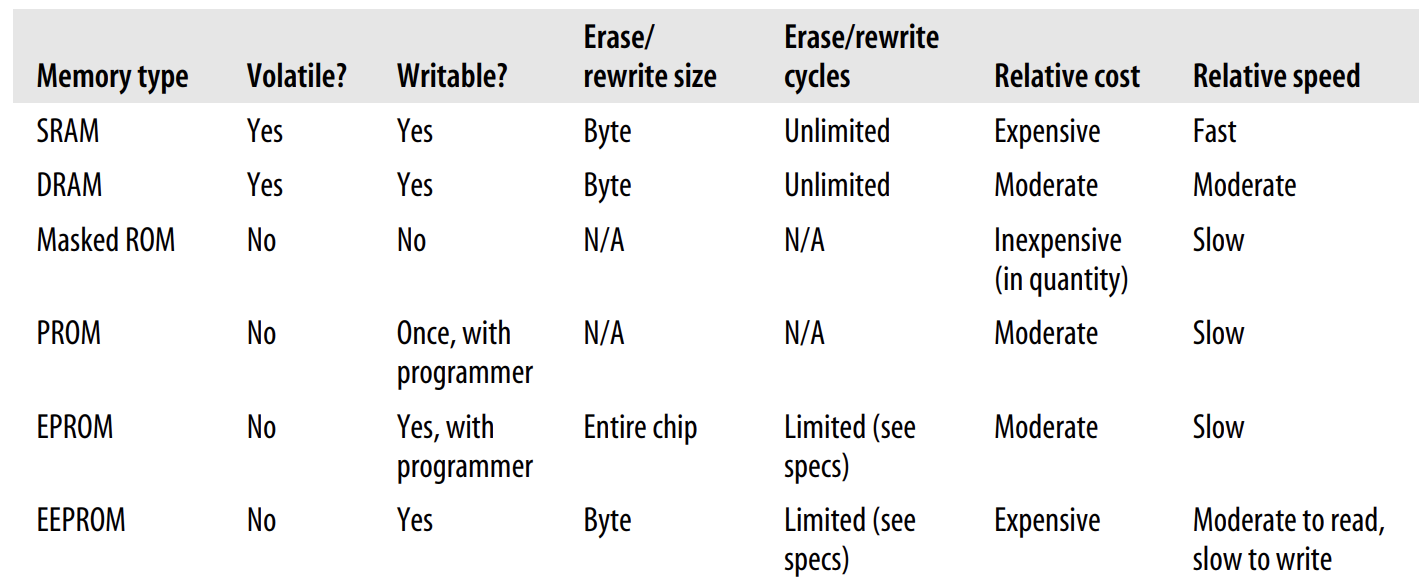 Memory type Volatile? Writable? Erase/ rewrite size Erase/rewrite cycles Relative cost Relative speed
SRAM Yes Yes Byte Unlimited Expensive Fast
DRAM Yes Yes Byte Unlimited Moderate Moderate
Masked ROM No No N/A N/A Inexpensive (in quantity) Slow
PROM No Once, with programmer N/A N/A Moderate Slow
EPROM No Yes, with programmer Entire chip Limited (see specs) Moderate Slow
EEPROM No Yes Byte Limited (see specs) Expensive Moderate to read, slow to write